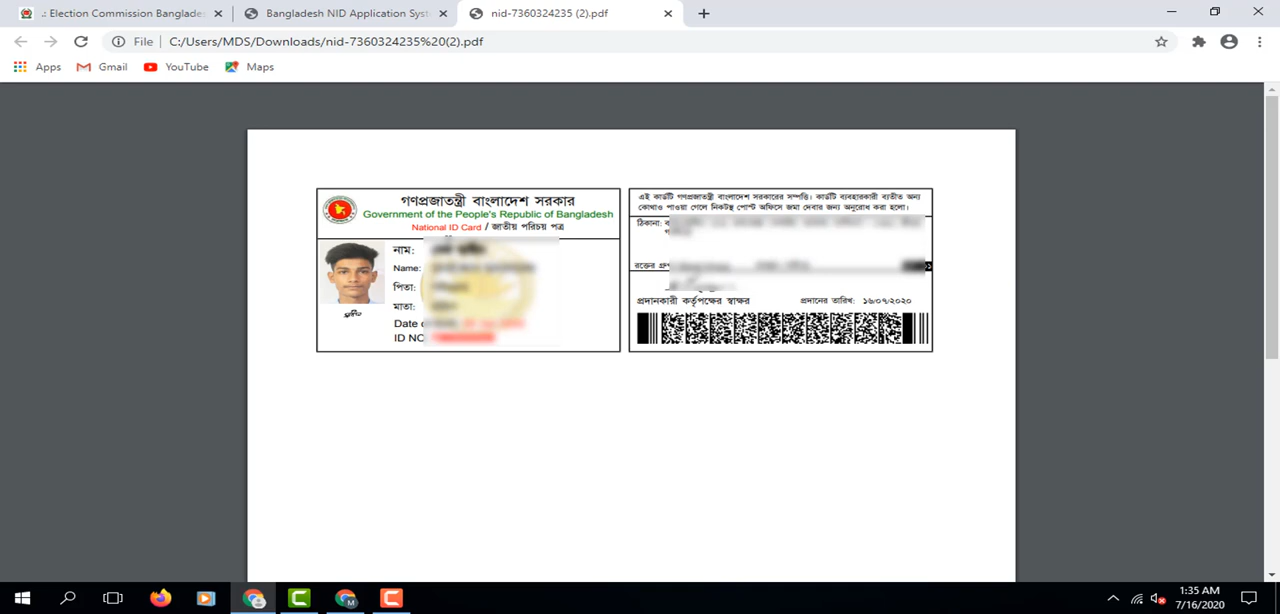 .: Election Commission Banglades
Bangladesh NID Application Syst
nid-7360324235 (2).pdf
File
C:/Users/MDS/Downloads/nid-7360324235%20(2).pdf
Apps
Gmail
YouTube
Maps
গণপ্রজাতন্ত্রী বাংলাদেশ সরকার
Government of the People's Republic of Bangladesh
National ID Card / জাতীয় পরিচয় পত্র
নাম:
Name:
পিতা:
মাতা:
Date
ID NO
এই কার্ডটি গণপ্রজাতন্ত্রী বাংলাদেশ সরকারের সম্পত্তি। কার্ডটি ব্যবহারকারী ব্যতীত অন্য
কোথাও পাওয়া গেলে নিকটস্থ পোস্ট অফিসে জমা দেবার জন্য অনুরোধ করা হলো।
ঠিকানা:
রক্তের গ্রুপ
প্রদানকারী কর্তৃপক্ষের স্বাক্ষর
প্রদানের তারিখ: ১৬/০৭/২০২০
1:35 AM
7/16/2020